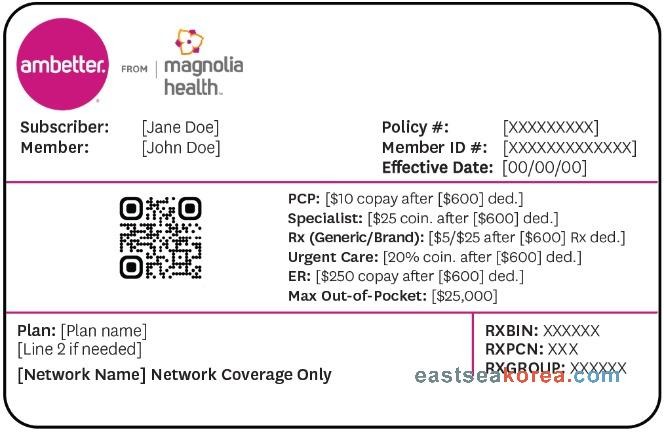 ambetter. FROM magnolia health™
Subscriber: [Jane Doe]
Member: [John Doe]
Policy #: [XXXXXXXXX]
Member ID #: [XXXXXXXXXXXXX]
Effective Date: [00/00/00]
PCP: [$10 copay after [$600] ded.]
Specialist: [$25 coin. after [$600] ded.]
Rx (Generic/Brand): [$5/$25 after [$600] Rx ded.]
Urgent Care: [20% coin. after [$600] ded.]
ER: [$250 copay after [$600] ded.]
Max Out-of-Pocket: [$25,000]
Plan: [Plan name]
[Line 2 if needed]
[Network Name] Network Coverage Only
RXBIN: XXXXXX
RXPCN: XXX
RXGROUP: XXXXXX
eastseakorea.com